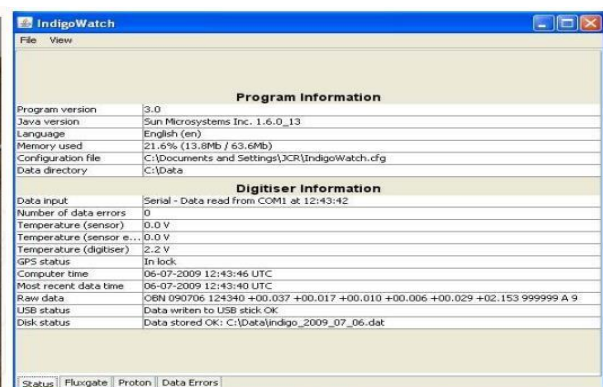 IndigoWatch
File View
Program Information
Program version 3.0
Java version Sun Microsystems Inc. 1.6.0_13
Language English (en)
Memory used 21.6% (13.8Mb / 63.6Mb)
Configuration file C:\Documents and Settings\JCR\IndigoWatch.cfg
Data directory C:\Data
Digitiser Information
Data input Serial - Data read from COM1 at 12:43:42
Number of data errors 0
Temperature (sensor) 0.0 V
Temperature (sensor e... 0.0 V
Temperature (digitiser) 2.2 V
GPS status In lock
Computer time 06-07-2009 12:43:46 UTC
Most recent data time 06-07-2009 12:43:40 UTC
Raw data OBN 090706 124340 +00.037 +00.017 +00.010 +00.006 +00.029 +02.153 999999 A 9
USB status Data writen to USB stick OK
Disk status Data stored OK: C:\Data\indigo_2009_07_06.dat
Status Fluxgate Proton Data Errors